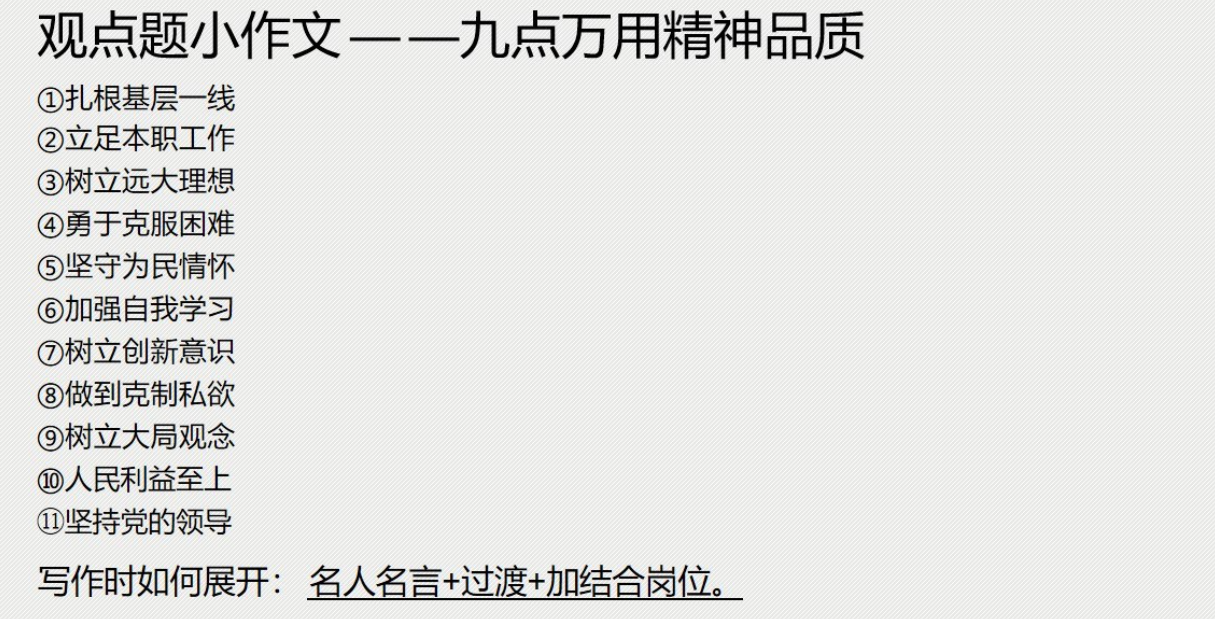 观点题小作文———九点万用精神品质
①扎根基层一线
②立足本职工作
③树立远大理想
④勇于克服困难
⑤坚守为民情怀
⑥加强自我学习
⑦树立创新意识
⑧做到克制私欲
⑨树立大局观念
⑩人民利益至上
⑪坚持党的领导
写作时如何展开： 名人名言+过渡+加结合岗位。